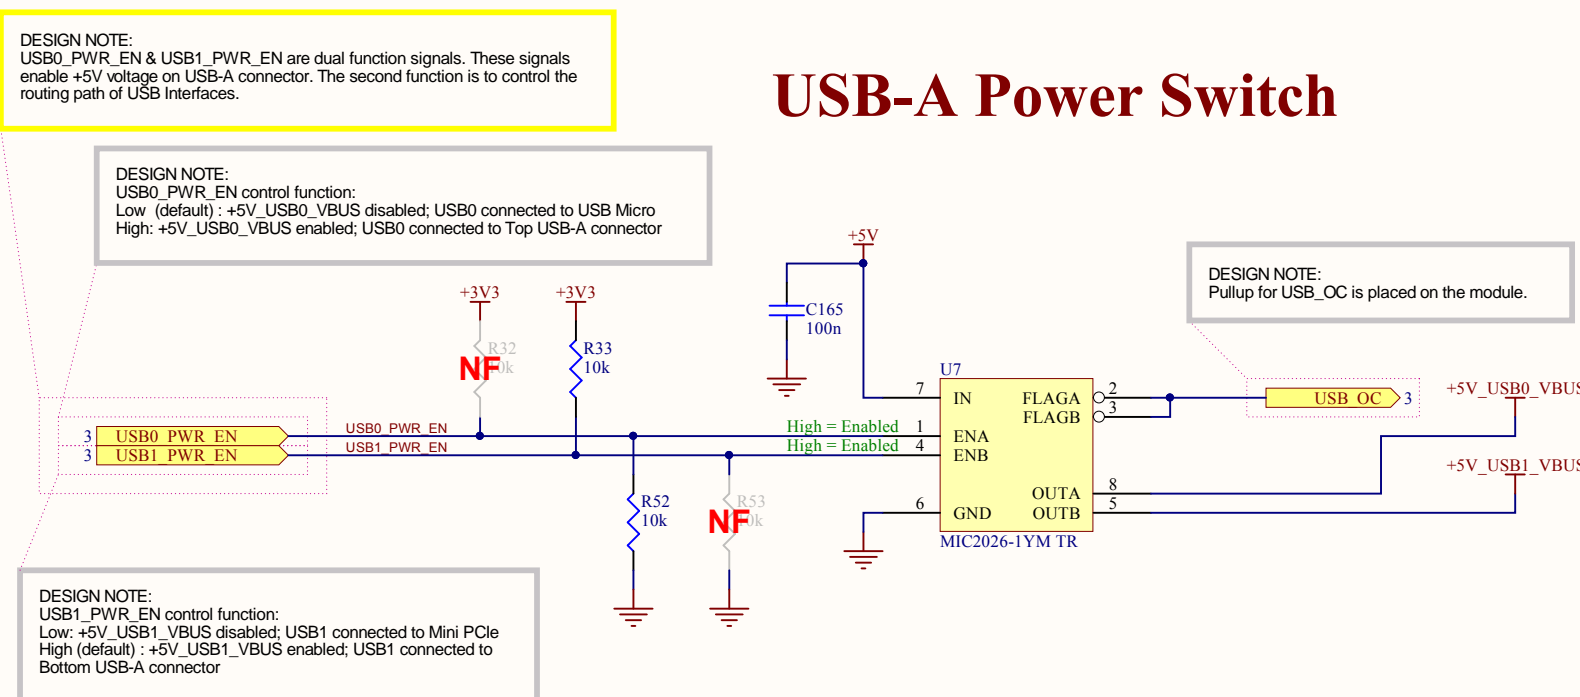 DESIGN NOTE:
USB0_PWR_EN & USB1_PWR_EN are dual function signals. These signals
enable +5V voltage on USB-A connector. The second function is to control the
routing path of USB Interfaces.
USB-A Power Switch
DESIGN NOTE:
USB0_PWR_EN control function:
Low (default) : +5V_USB0_VBUS disabled; USB0 connected to USB Micro
High: +5V_USB0_VBUS enabled; USB0 connected to Top USB-A connector
+5V
DESIGN NOTE:
Pullup for USB_OC is placed on the module.
+3V3
+3V3
C165
100n
R32
10k
NF
R33
10k
U7
7
IN
FLAGA
2
FLAGB
3
USB_OC
3
+5V_USB0_VBUS
3
USB0_PWR_EN
USB0_PWR_EN
High = Enabled
1
ENA
3
USB1_PWR_EN
USB1_PWR_EN
High = Enabled
4
ENB
+5V_USB1_VBUS
R52
10k
R53
10k
NF
6
GND
OUTA
8
OUTB
5
MIC2026-1YM TR
DESIGN NOTE:
USB1_PWR_EN control function:
Low: +5V_USB1_VBUS disabled; USB1 connected to Mini PCIe
High (default) : +5V_USB1_VBUS enabled; USB1 connected to
Bottom USB-A connector